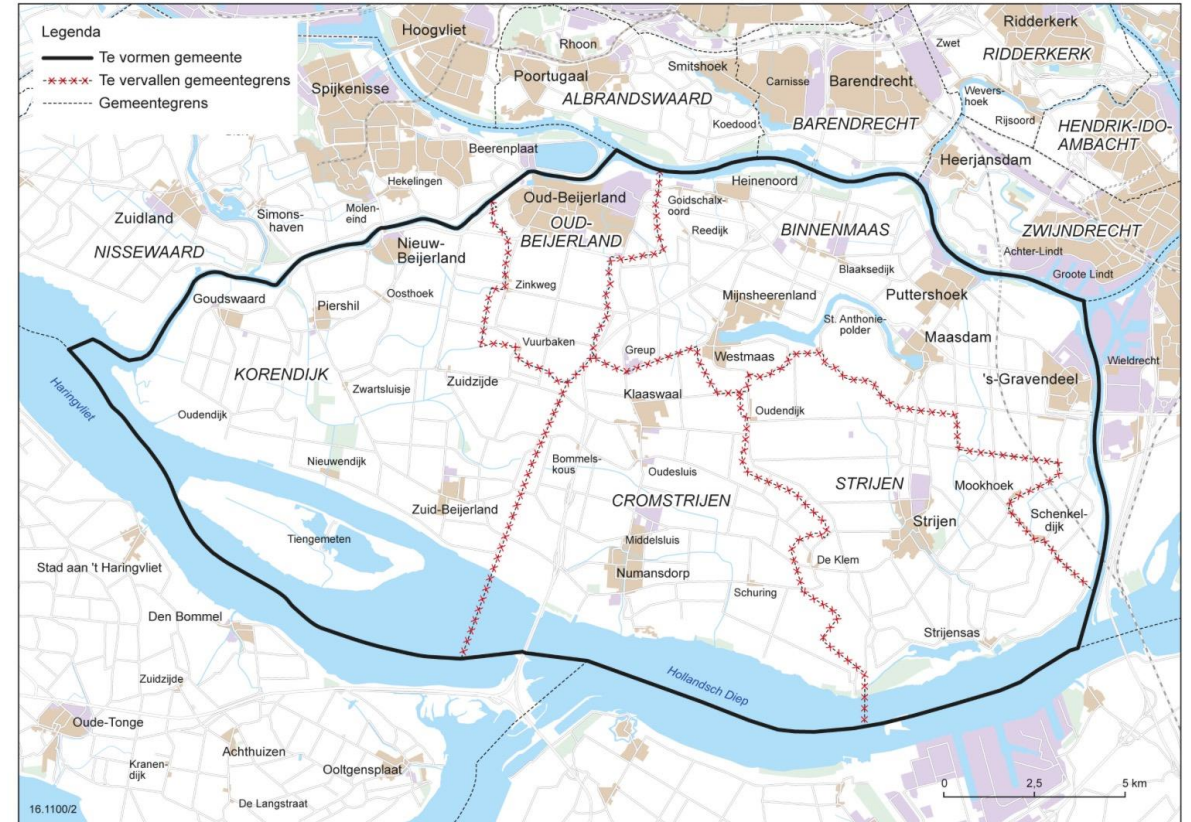 Legenda
Te vormen gemeente
Te vervallen gemeentegrens
Gemeentegrens
Hoogvliet
Rhoon
Poortugaal
Smitshoek
Carnisse
Barendrecht
Zwet
Ridderkerk
RIDDERKERK
Spijkenisse
ALBRANDSWAARD
Koedood
BARENDRECHT
Wevers-
hoek
Rijsoord
HENDRIK-IDO-
AMBACHT
Beerenplaat
Heerjansdam
Hekelingen
Oud-Beijerland
Heinenoord
Zuidland
Simons-
haven
Molen-
eind
Goidschalx-
oord
NISSEWAARD
Nieuw-
Beijerland
OUD-
BEIJERLAND
Reedijk
BINNENMAAS
ZWIJNDRECHT
Achter-Lindt
Groote Lindt
Blaaksedijk
Goudswaard
Piershil
Oosthoek
Zinkweg
Mijnsheerenland
Puttershoek
St. Anthonie-
polder
Maasdam
Vuurbaken
Greup
Westmaas
Wieldrecht
Haringvliet
KORENDIJK
Zwartsluisje
Zuidzijde
Klaaswaal
's-Gravendeel
Oudendijk
Oudendijk
Nieuwendijk
Bommels-
kous
Oudesluis
STRIJEN
Mookhoek
Zuid-Beijerland
CROMSTRIJEN
Strijen
Schenkel-
dijk
Tiengemeten
Middelsluis
De Klem
Stad aan 't Haringvliet
Numansdorp
Schuring
Den Bommel
Strijensas
Zuidzijde
Hollandsch Diep
Oude-Tonge
Achthuizen
Kranen-
dijk
Ooltgensplaat
De Langstraat
0 2,5 5 km
16.1100/2